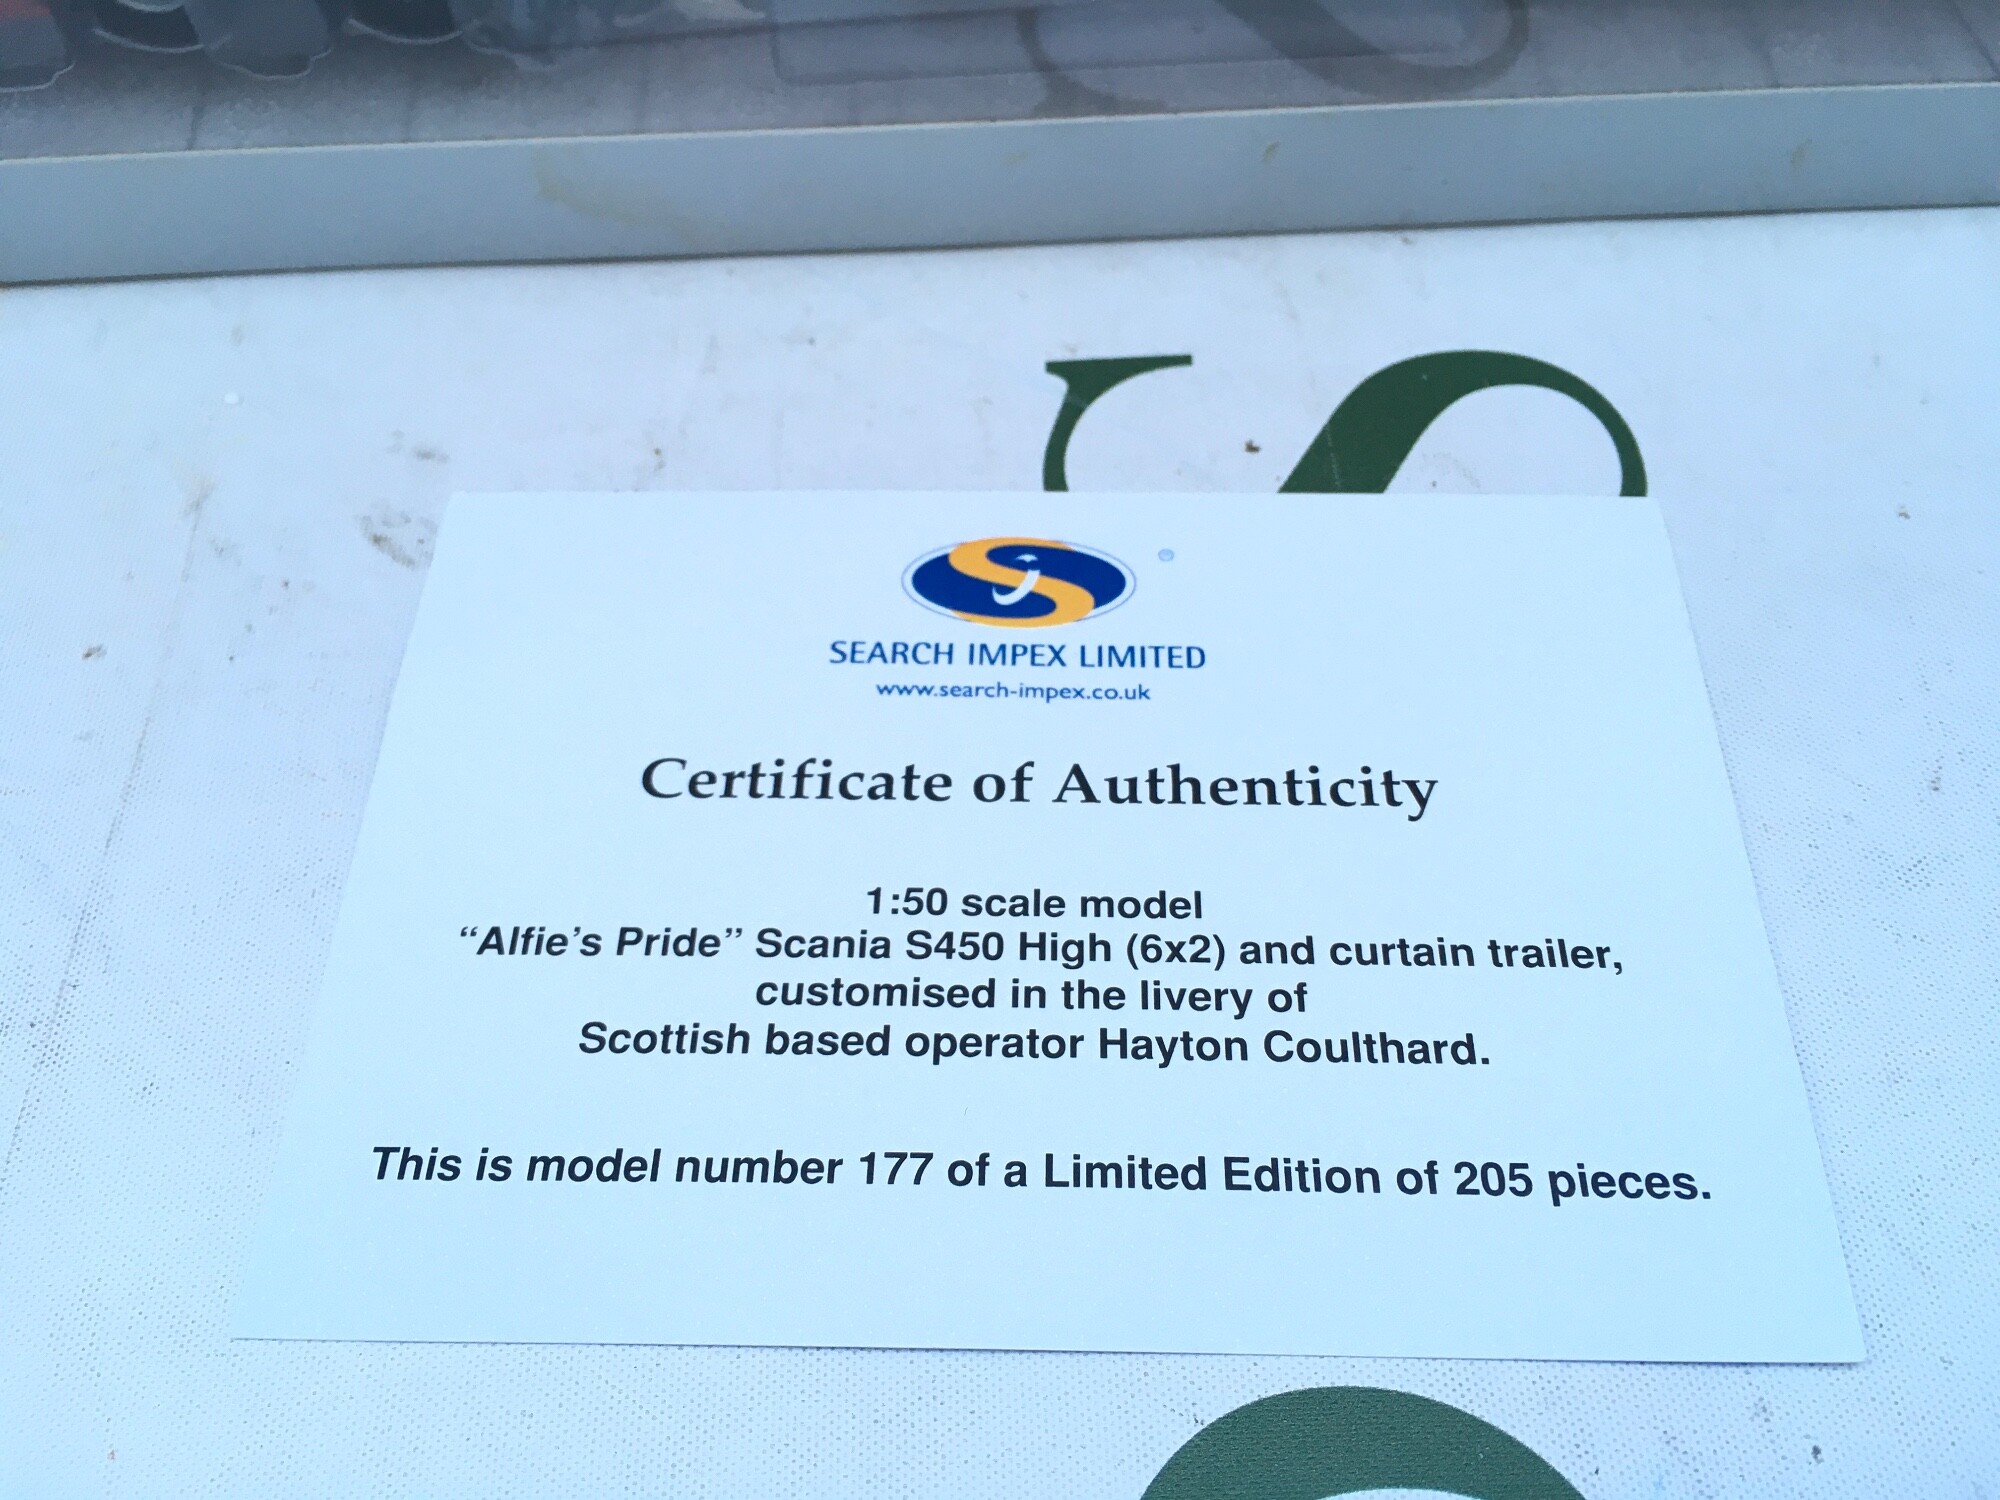 SEARCH IMPEX LIMITED
www.search-impex.co.uk
Certificate of Authenticity
1:50 scale model
“Alfie’s Pride” Scania S450 High (6x2) and curtain trailer,
customised in the livery of
Scottish based operator Hayton Coulthard.
This is model number 177 of a Limited Edition of 205 pieces.